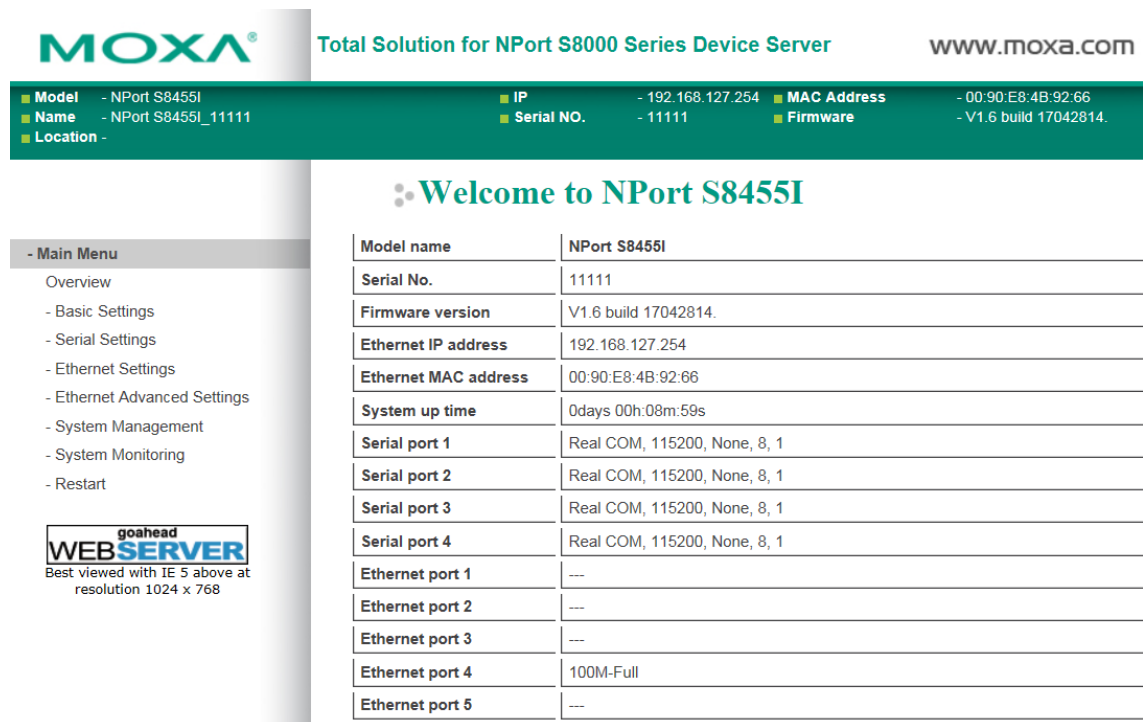 MOXA®
Total Solution for NPort S8000 Series Device Server
www.moxa.com
Model - NPort S8455I IP - 192.168.127.254 MAC Address - 00:90:E8:4B:92:66
Name - NPort S8455I_11111 Serial NO. - 11111 Firmware - V1.6 build 17042814.
Location -
Welcome to NPort S8455I
- Main Menu
Overview
- Basic Settings
- Serial Settings
- Ethernet Settings
- Ethernet Advanced Settings
- System Management
- System Monitoring
- Restart
goahead
WEBSERVER
Best viewed with IE 5 above at
resolution 1024 x 768
Model name NPort S8455I
Serial No. 11111
Firmware version V1.6 build 17042814.
Ethernet IP address 192.168.127.254
Ethernet MAC address 00:90:E8:4B:92:66
System up time 0days 00h:08m:59s
Serial port 1 Real COM, 115200, None, 8, 1
Serial port 2 Real COM, 115200, None, 8, 1
Serial port 3 Real COM, 115200, None, 8, 1
Serial port 4 Real COM, 115200, None, 8, 1
Ethernet port 1 ---
Ethernet port 2 ---
Ethernet port 3 ---
Ethernet port 4 100M-Full
Ethernet port 5 ---